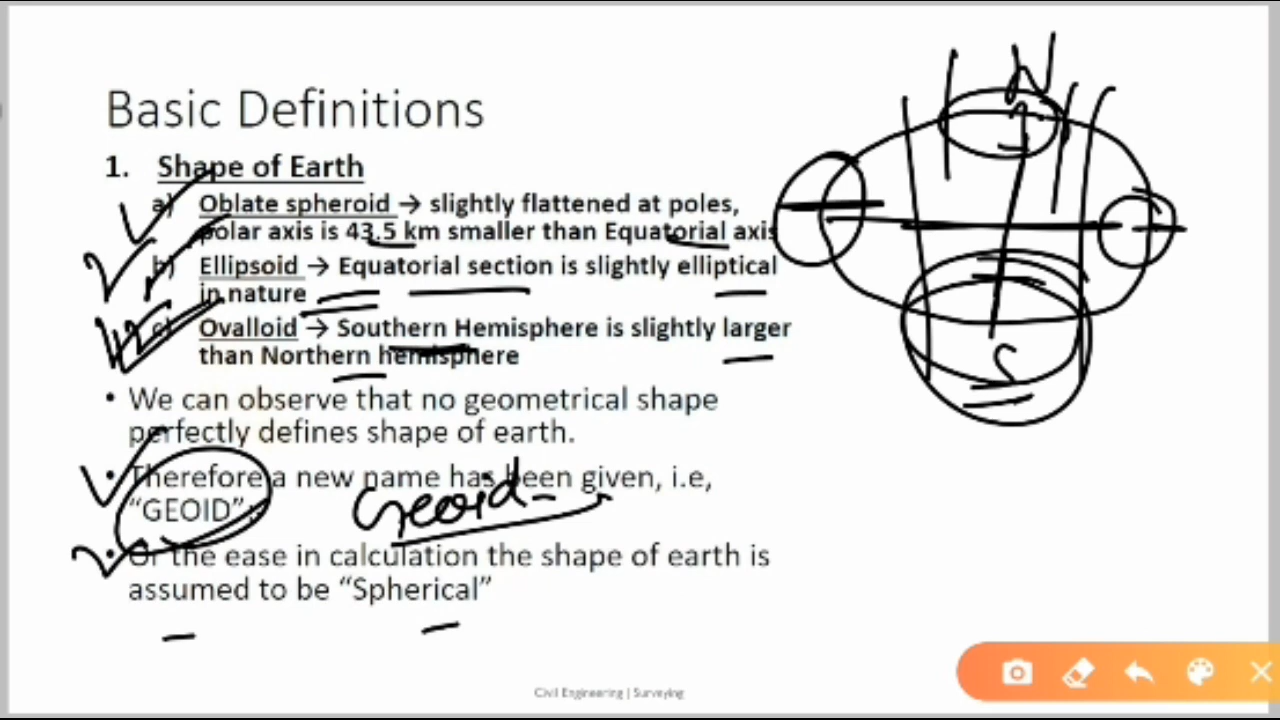 Basic Definitions
1. Shape of Earth
a) Oblate spheroid → slightly flattened at poles,
polar axis is 43.5 km smaller than Equatorial axis
b) Ellipsoid → Equatorial section is slightly elliptical
in nature
c) Ovalloid → Southern Hemisphere is slightly larger
than Northern hemisphere
• We can observe that no geometrical shape
perfectly defines shape of earth.
• Therefore a new name has been given, i.e,
"GEOID".
Geoid
• Or the ease in calculation the shape of earth is
assumed to be "Spherical"
N
S
Civil Engineering | Surveying